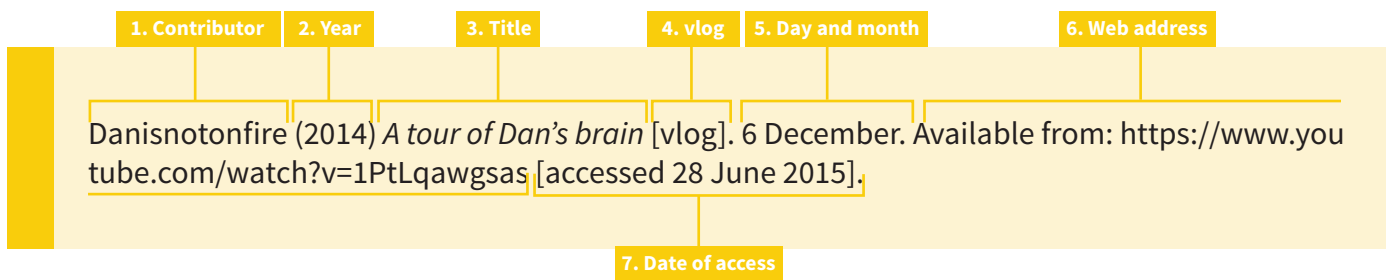 1. Contributor 2. Year 3. Title 4. vlog 5. Day and month 6. Web address
Danisnotonfire (2014) A tour of Dan’s brain [vlog]. 6 December. Available from: https://www.you
tube.com/watch?v=1PtLqawgsas [accessed 28 June 2015].
7. Date of access